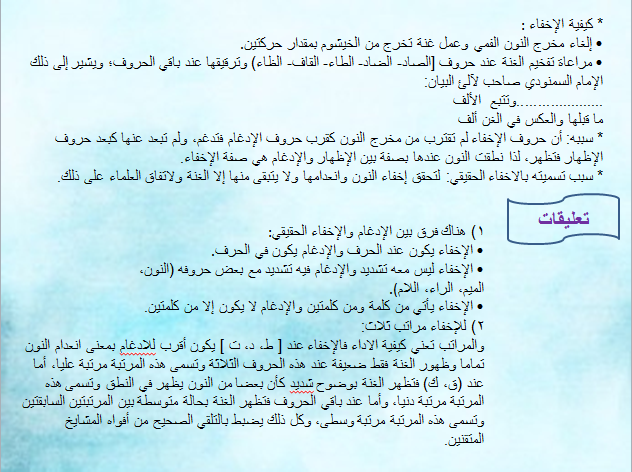 * كيفية الإخفاء :
• إلغاء مخرج النون الفمي وعمل غنة تخرج من الخيشوم بمقدار حركتين.
• مراعاة تفخيم الغنة عند حروف [الصاد- الضاد- الطاء- القاف- الظاء) وترقيقها عند باقي الحروف؛ ويشير إلى ذلك
الإمام السمنودي صاحب لآلئ البيان:
....................وتتبع الألف
ما قبلها والعكس في الغن ألف
* سببه: أن حروف الإخفاء لم تقترب من مخرج النون كقرب حروف الإدغام فتدغم، ولم تبعد عنها كبعد حروف
الإظهار فتظهر، لذا نطقت النون عندها بصفة بين الإظهار والإدغام هي صفة الإخفاء.
* سبب تسميته بالاخفاء الحقيقي: لتحقق إخفاء النون وانعدامها ولا يتبقى منها إلا الغنة ولاتفاق العلماء على ذلك.
تعليقات
١) هناك فرق بين الإدغام والإخفاء الحقيقي:
• الإخفاء يكون عند الحرف والإدغام يكون في الحرف.
• الإخفاء ليس معه تشديد والإدغام فيه تشديد مع بعض حروفه (النون،
الميم، الراء، اللام).
• الإخفاء يأتي من كلمة ومن كلمتين والإدغام لا يكون إلا من كلمتين.
٢) للإخفاء مراتب ثلاث:
والمراتب تعني كيفية الاداء فالإخفاء عند [ ط، د، ت ] يكون أقرب للادغام بمعنى انعدام النون
تماما وظهور الغنة فقط ضعيفة عند هذه الحروف الثلاثة وتسمى هذه المرتبة مرتبة عليا، أما
عند (ق، ك) فتظهر الغنة بوضوح شديد كأن بعضا من النون يظهر في النطق وتسمى هذه
المرتبة مرتبة دنيا، وأما عند باقي الحروف فتظهر الغنة بحالة متوسطة بين المرتبتين السابقتين
وتسمى هذه المرتبة مرتبة وسطى، وكل ذلك يضبط بالتلقي الصحيح من أفواه المشايخ
المتقنين.